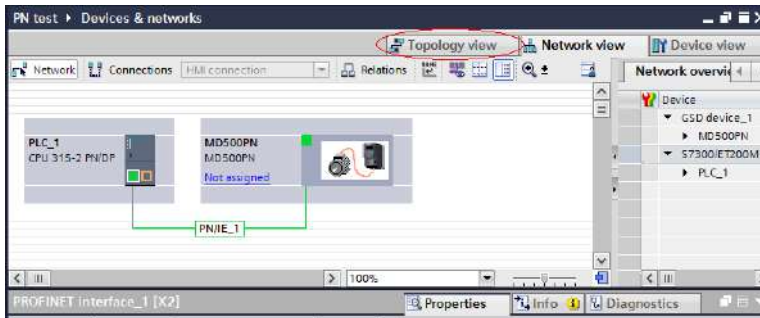 PN test ▸ Devices & networks
Topology view Network view Device view
Network Connections HMI connection Relations
Network overvi
Device
GSD device_1
MD500PN
S7300/ET200M
PLC_1
PLC_1
CPU 315-2 PN/DP
MD500PN
MD500PN
Not assigned
PN/IE_1
100%
PROFINET interface_1 [X2]
Properties Info Diagnostics